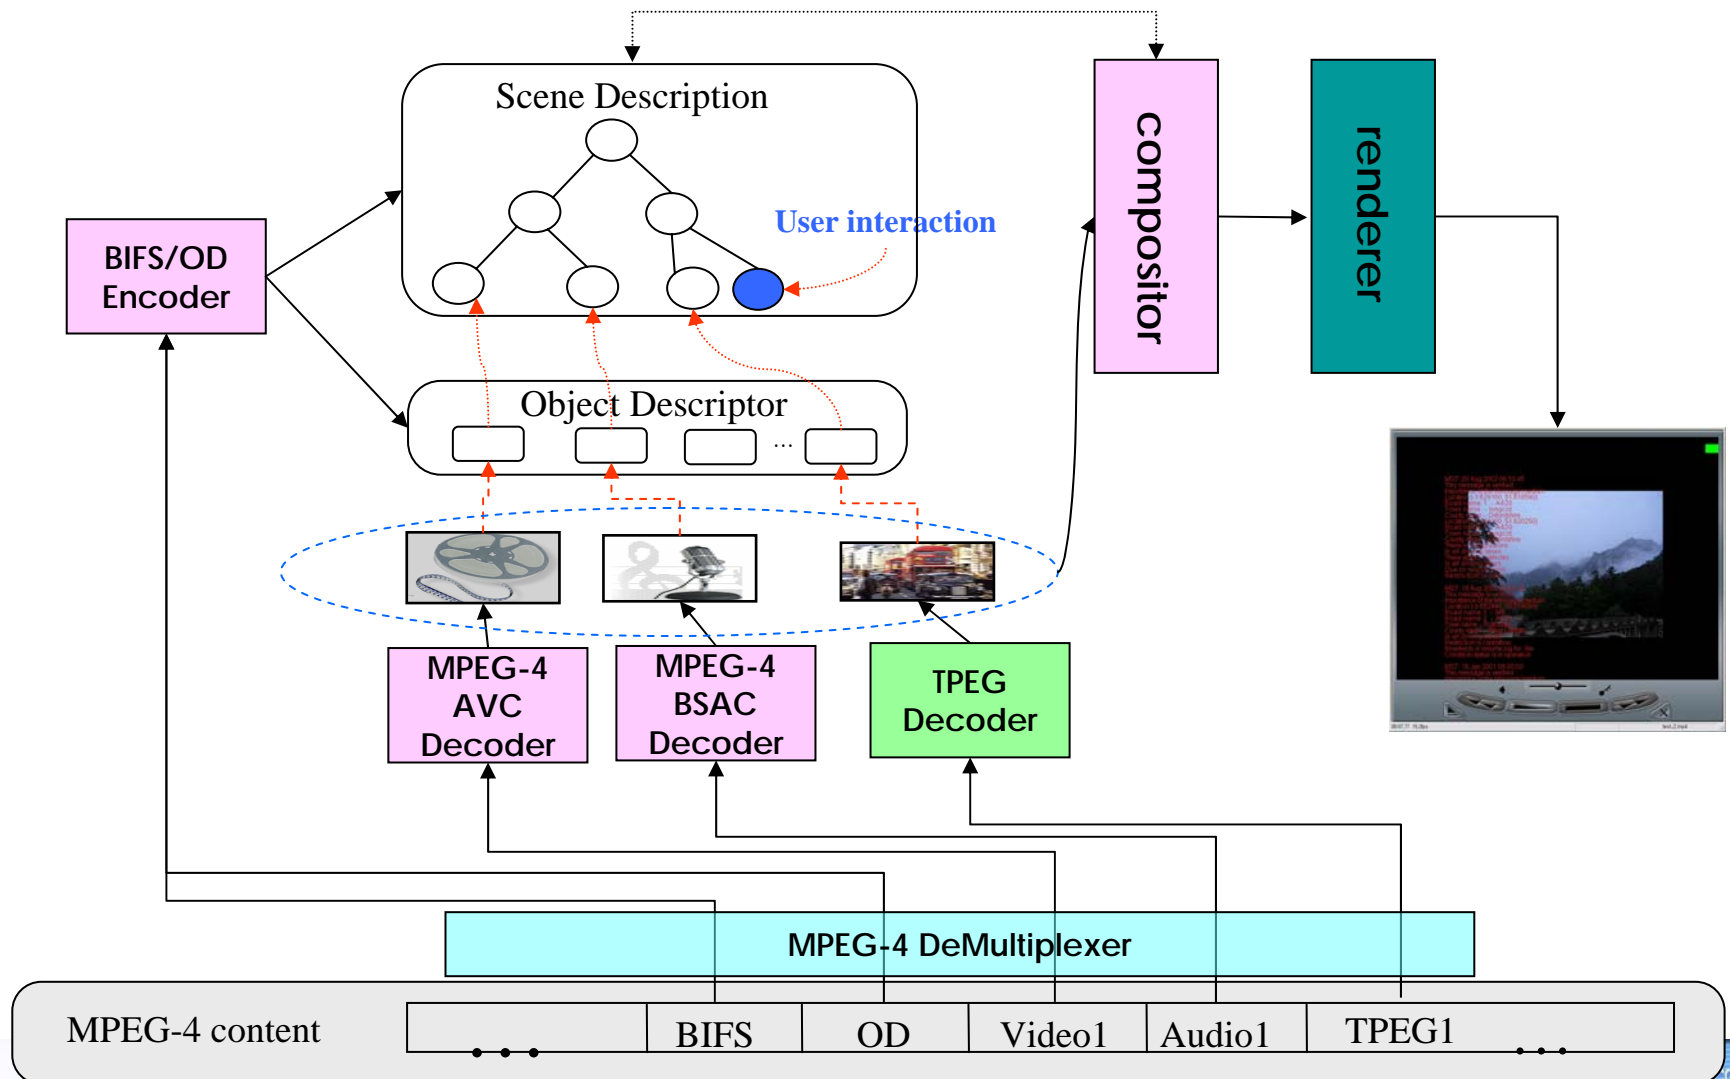 Scene Description
User interaction
compositor
renderer
BIFS/OD
Encoder
Object Descriptor
...
MPEG-4
AVC
Decoder
MPEG-4
BSAC
Decoder
TPEG
Decoder
MPEG-4 DeMultiplexer
MPEG-4 content
...
BIFS
OD
Video1
Audio1
TPEG1
...